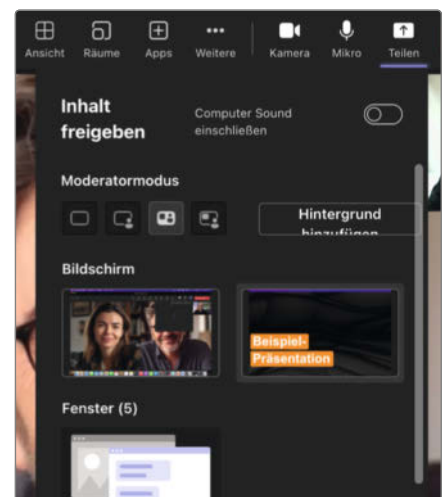 Ansicht Räume Apps Weitere Kamera Mikro Teilen
Inhalt
freigeben
Computer Sound
einschließen
Moderatormodus
Hintergrund
hinzufügen
Bildschirm
Beispiel-
Präsentation
Fenster (5)